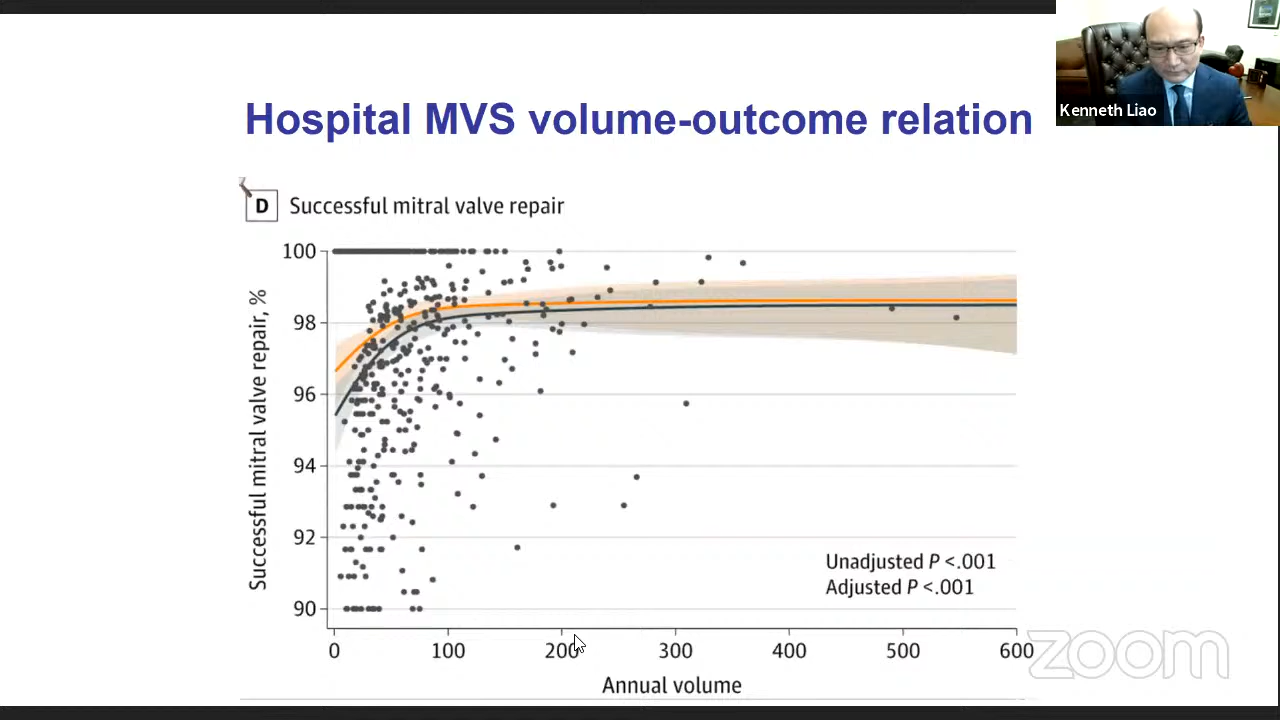 Hospital MVS volume-outcome relation
Kenneth Liao
D
Successful mitral valve repair
Successful mitral valve repair, %
100
98
96
94
92
90
Unadjusted P <.001
Adjusted P <.001
0 100 200 300 400 500 600
Annual volume
zoom